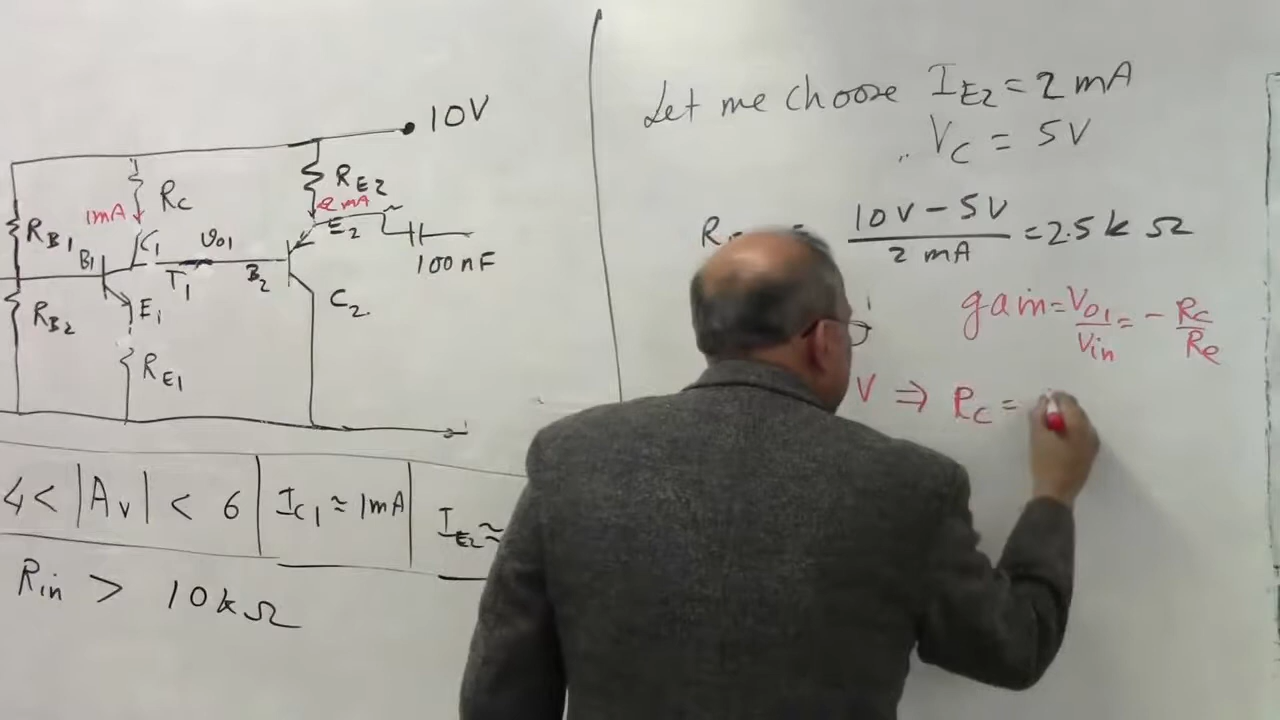 10V
R_C
R_E2
1mA
2mA
R_B1
C_1
v_o1
E_2
B_1
T_1
B_2
100nF
R_B2
E_1
C_2
R_E1
4 < |A_v| < 6 | I_C1 ≈ 1mA | I_E2 ≈
R_in > 10kΩ
Let me choose I_E2 = 2mA
V_C = 5V
= (10V - 5V) / 2mA = 2.5kΩ
gain = V_o1 / V_in = - R_C / R_e
V ⇒ R_C =